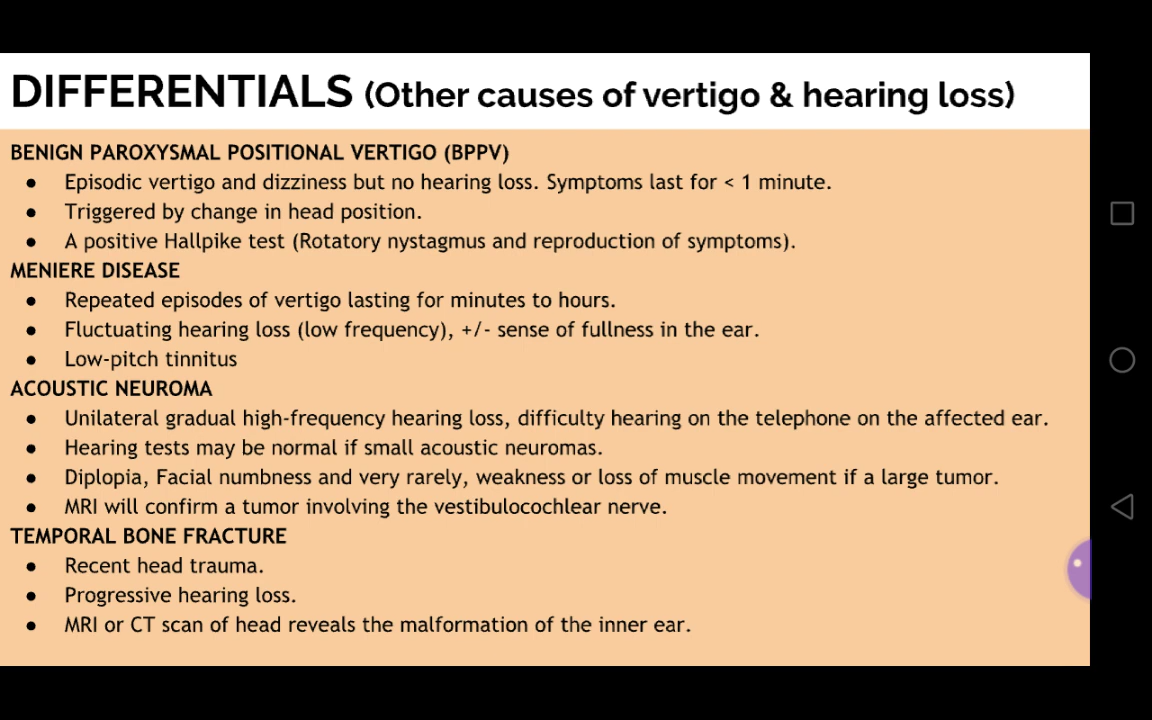 DIFFERENTIALS (Other causes of vertigo & hearing loss)
BENIGN PAROXYSMAL POSITIONAL VERTIGO (BPPV)
● Episodic vertigo and dizziness but no hearing loss. Symptoms last for < 1 minute.
● Triggered by change in head position.
● A positive Hallpike test (Rotatory nystagmus and reproduction of symptoms).
MENIERE DISEASE
● Repeated episodes of vertigo lasting for minutes to hours.
● Fluctuating hearing loss (low frequency), +/- sense of fullness in the ear.
● Low-pitch tinnitus
ACOUSTIC NEUROMA
● Unilateral gradual high-frequency hearing loss, difficulty hearing on the telephone on the affected ear.
● Hearing tests may be normal if small acoustic neuromas.
● Diplopia, Facial numbness and very rarely, weakness or loss of muscle movement if a large tumor.
● MRI will confirm a tumor involving the vestibulocochlear nerve.
TEMPORAL BONE FRACTURE
● Recent head trauma.
● Progressive hearing loss.
● MRI or CT scan of head reveals the malformation of the inner ear.